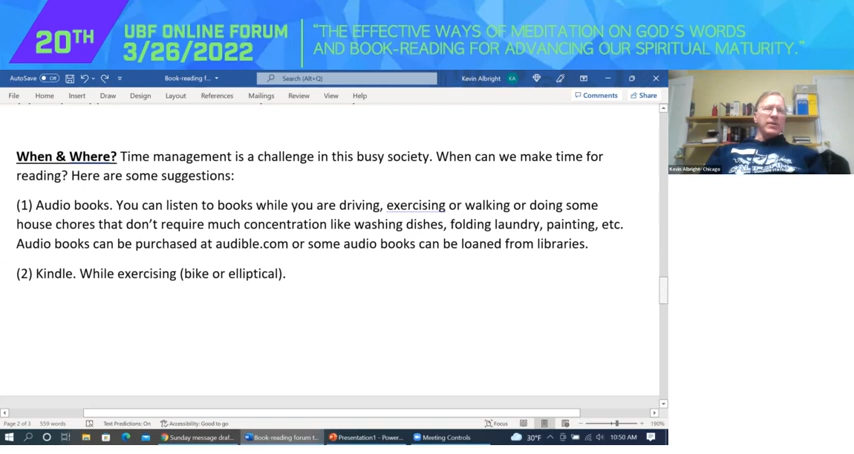 20TH
UBF ONLINE FORUM
3/26/2022
"THE EFFECTIVE WAYS OF MEDITATION ON GOD'S WORDS
AND BOOK-READING FOR ADVANCING OUR SPIRITUAL MATURITY."
AutoSave Off Book-reading f... Search (Alt+Q) Kevin Albright KA
File Home Insert Draw Design Layout References Mailings Review View Help Comments Share
When & Where? Time management is a challenge in this busy society. When can we make time for
reading? Here are some suggestions:
(1) Audio books. You can listen to books while you are driving, exercising or walking or doing some
house chores that don't require much concentration like washing dishes, folding laundry, painting, etc.
Audio books can be purchased at audible.com or some audio books can be loaned from libraries.
(2) Kindle. While exercising (bike or elliptical).
Kevin Albright- Chicago
Page 2 of 3 559 words Text Predictions: On Accessibility: Good to go Focus 190%
Sunday message draf... Book-reading forum t... Presentation1 - Power... Meeting Controls 30°F 10:50 AM